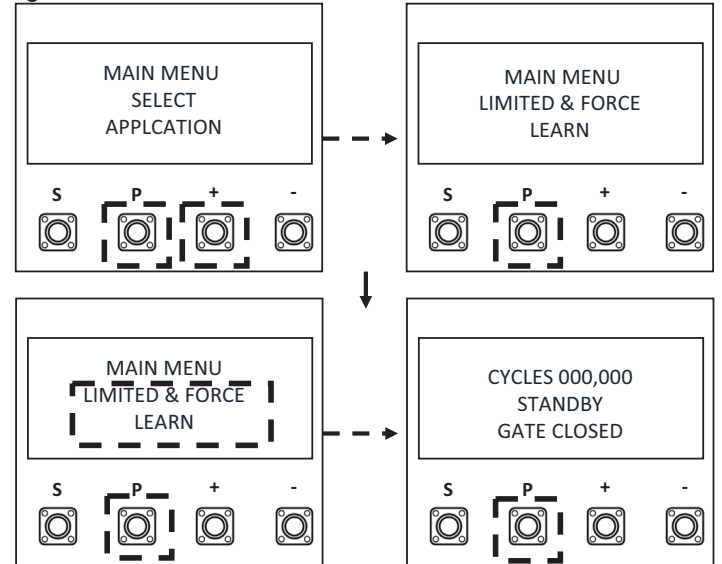 MAIN MENU
SELECT
APPLCATION
S P + -
MAIN MENU
LIMITED & FORCE
LEARN
S P + -
MAIN MENU
LIMITED & FORCE
LEARN
S P + -
CYCLES 000,000
STANDBY
GATE CLOSED
S P + -